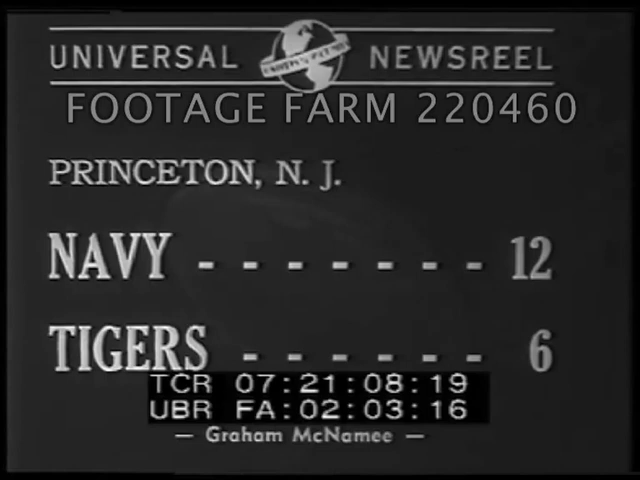 UNIVERSAL NEWSREEL
FOOTAGE FARM 220460
PRINCETON, N. J.
NAVY - - - - - - - 12
TIGERS - - - - - - 6
TCR 07:21:08:19
UBR FA:02:03:16
— Graham McNamee —